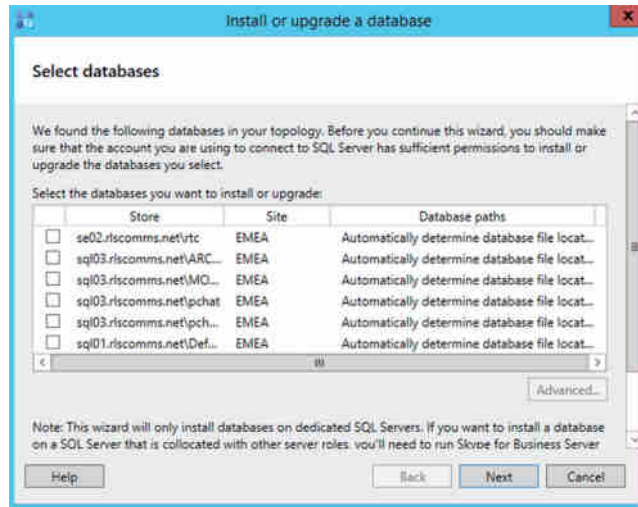 Install or upgrade a database
Select databases
We found the following databases in your topology. Before you continue this wizard, you should make
sure that the account you are using to connect to SQL Server has sufficient permissions to install or
upgrade the databases you select.
Select the databases you want to install or upgrade:
Store Site Database paths
se02.rlscomms.net\rtc EMEA Automatically determine database file locat...
sql03.rlscomms.net\ARC... EMEA Automatically determine database file locat...
sql03.rlscomms.net\MO... EMEA Automatically determine database file locat...
sql03.rlscomms.net\pchat EMEA Automatically determine database file locat...
sql03.rlscomms.net\pch... EMEA Automatically determine database file locat...
sql01.rlscomms.net\Def... EMEA Automatically determine database file locat...
Advanced...
Note: This wizard will only install databases on dedicated SQL Servers. If you want to install a database
on a SQL Server that is collocated with other server roles, you'll need to run Skype for Business Server
Help Back Next Cancel